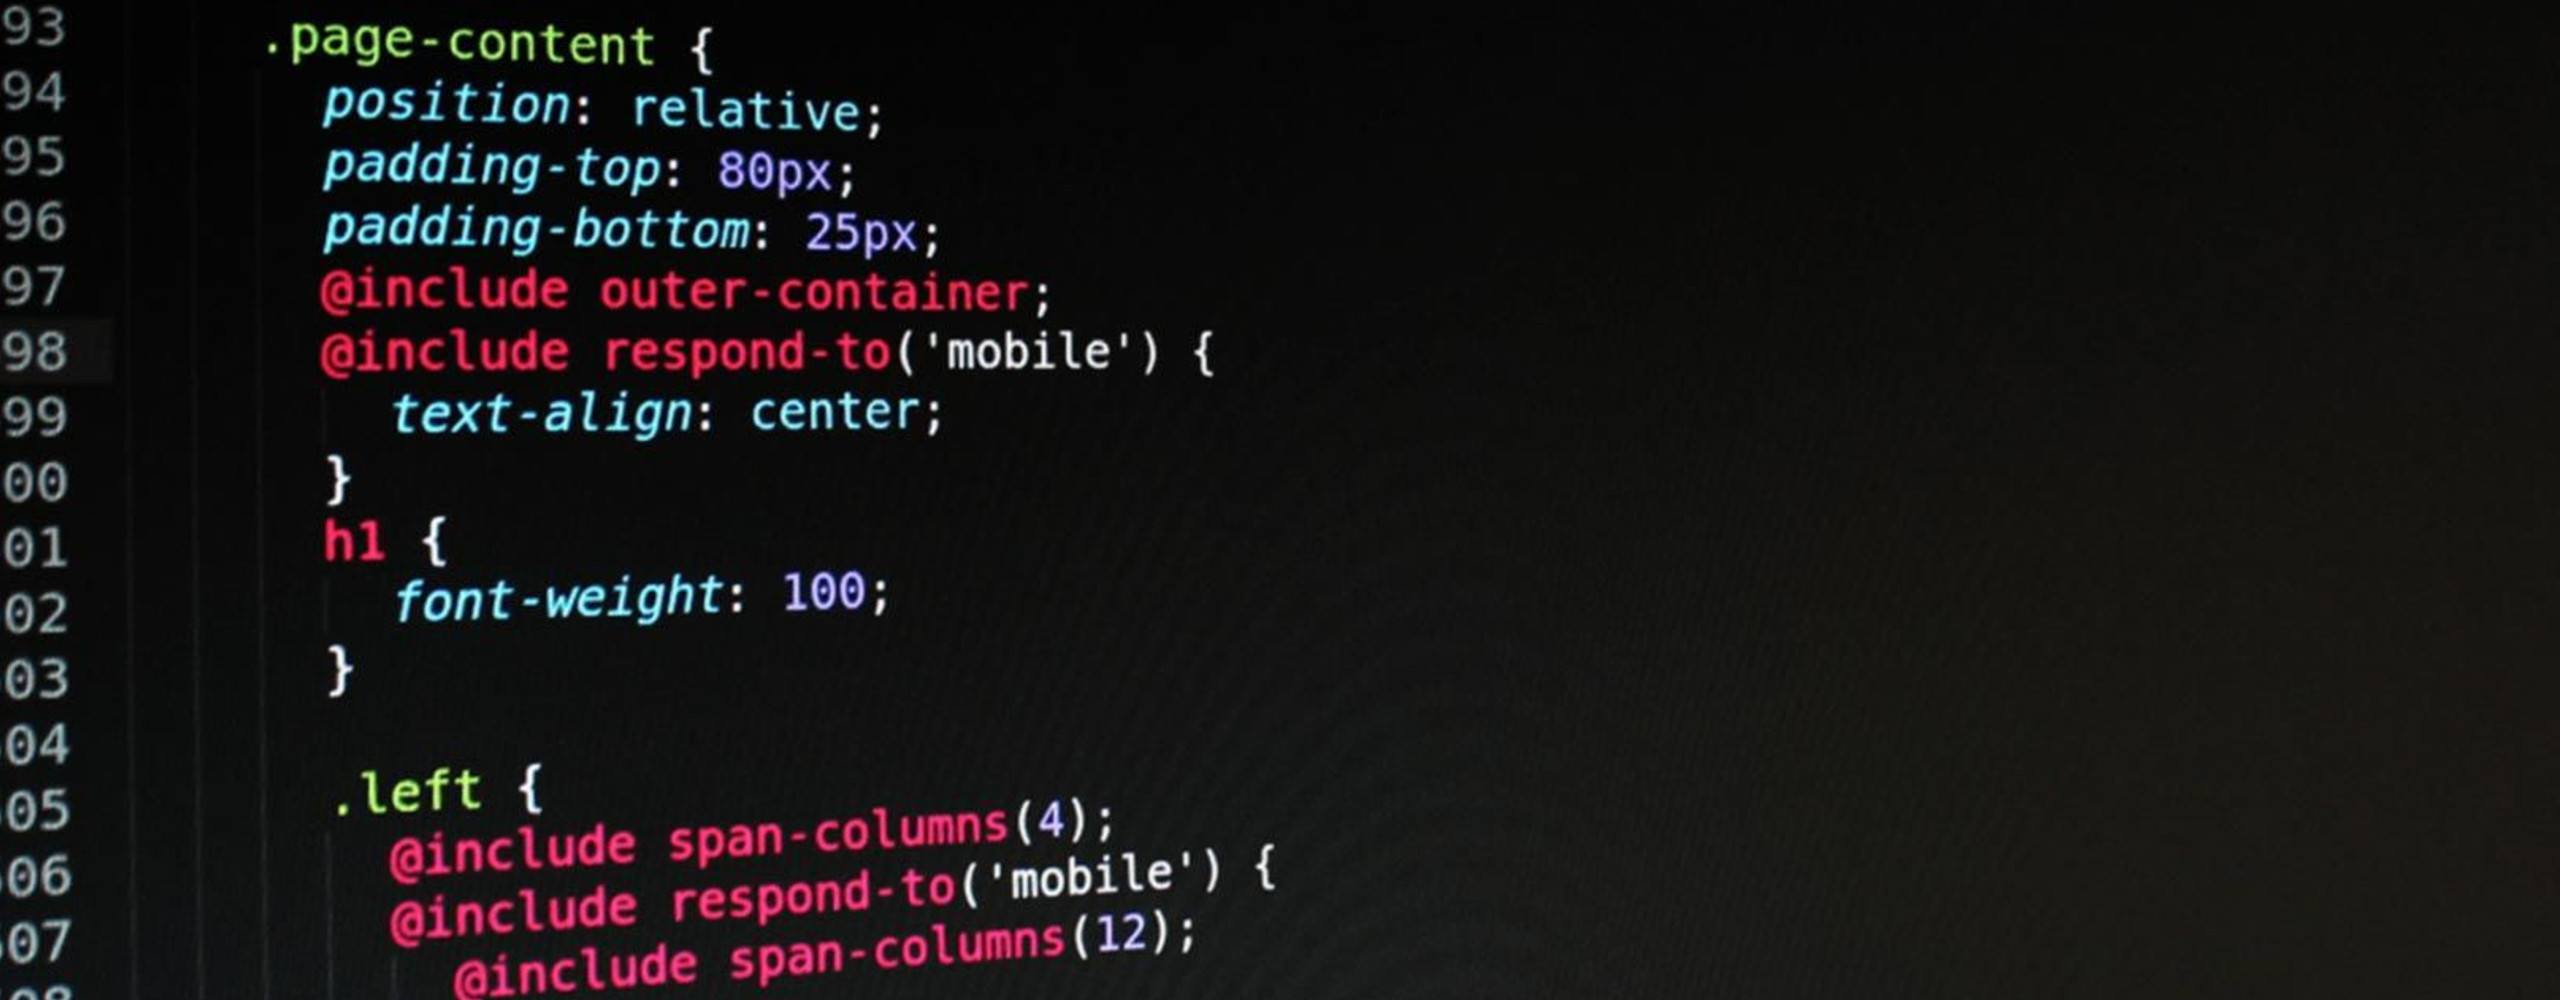 93 .page-content {
94 position: relative;
95 padding-top: 80px;
96 padding-bottom: 25px;
97 @include outer-container;
98 @include respond-to('mobile') {
99 text-align: center;
00 }
01 h1 {
02 font-weight: 100;
03 }
04
05 .left {
06 @include span-columns(4);
07 @include respond-to('mobile') {
@include span-columns(12);